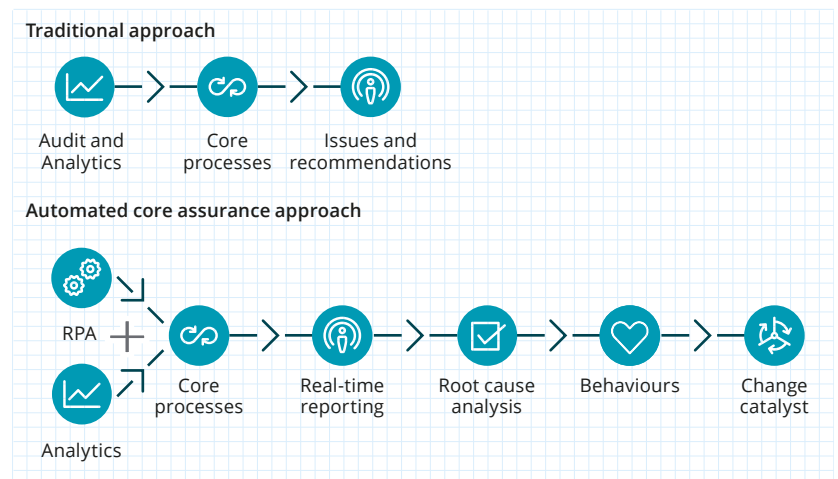 Traditional approach
Audit and
Analytics
Core
processes
Issues and
recommendations
Automated core assurance approach
RPA
Analytics
Core
processes
Real-time
reporting
Root cause
analysis
Behaviours
Change
catalyst